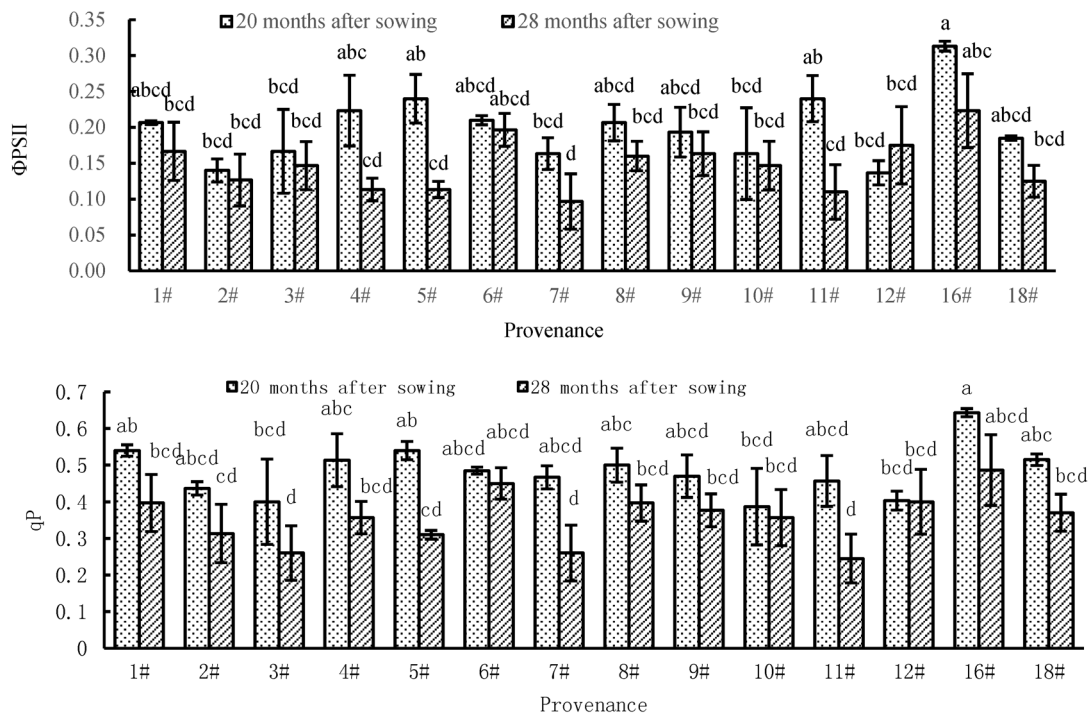 20 months after sowing 28 months after sowing
ΦPSII
0.35
0.30
0.25
0.20
0.15
0.10
0.05
0.00
abcd bcd bcd bcd bcd bcd abc cd ab cd abcd abcd bcd d abcd bcd abcd bcd bcd bcd ab cd bcd bcd a abc abcd bcd
1# 2# 3# 4# 5# 6# 7# 8# 9# 10# 11# 12# 16# 18#
Provenance
20 months after sowing 28 months after sowing
qP
0.7
0.6
0.5
0.4
0.3
0.2
0.1
0
ab bcd abcd cd bcd d abc bcd ab cd abcd abcd abcd d abc bcd abcd bcd bcd bcd abcd d bcd bcd a abcd abc bcd
1# 2# 3# 4# 5# 6# 7# 8# 9# 10# 11# 12# 16# 18#
Provenance